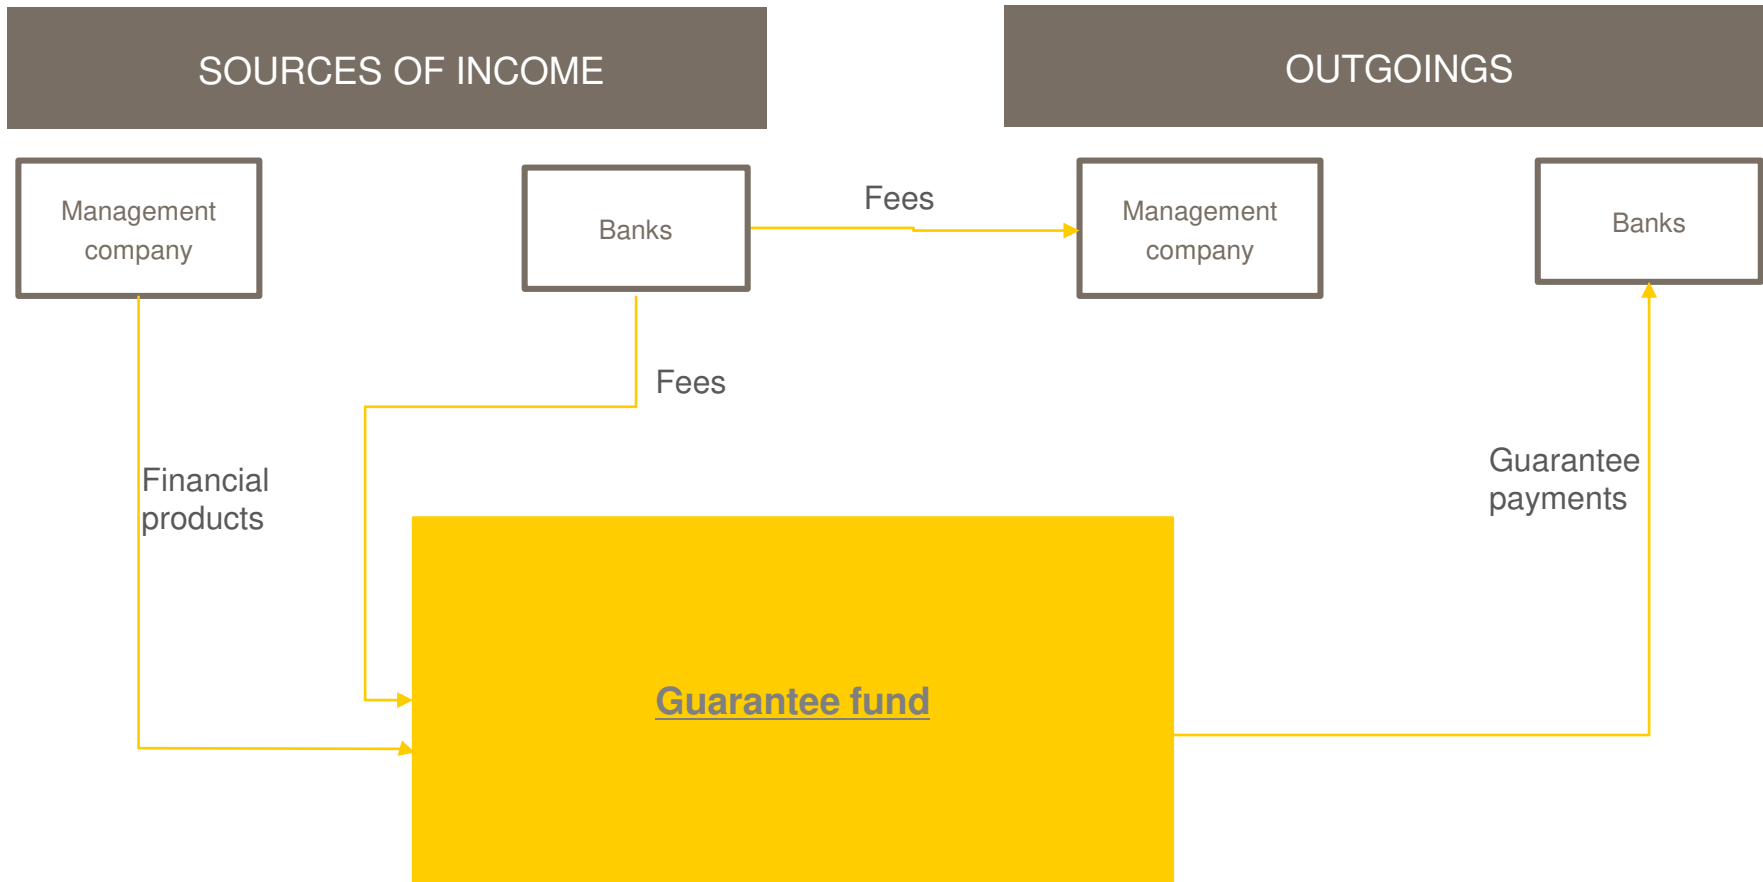 SOURCES OF INCOME
OUTGOINGS
Management
company
Banks
Fees
Management
company
Banks
Fees
Financial
products
Guarantee
payments
Guarantee fund